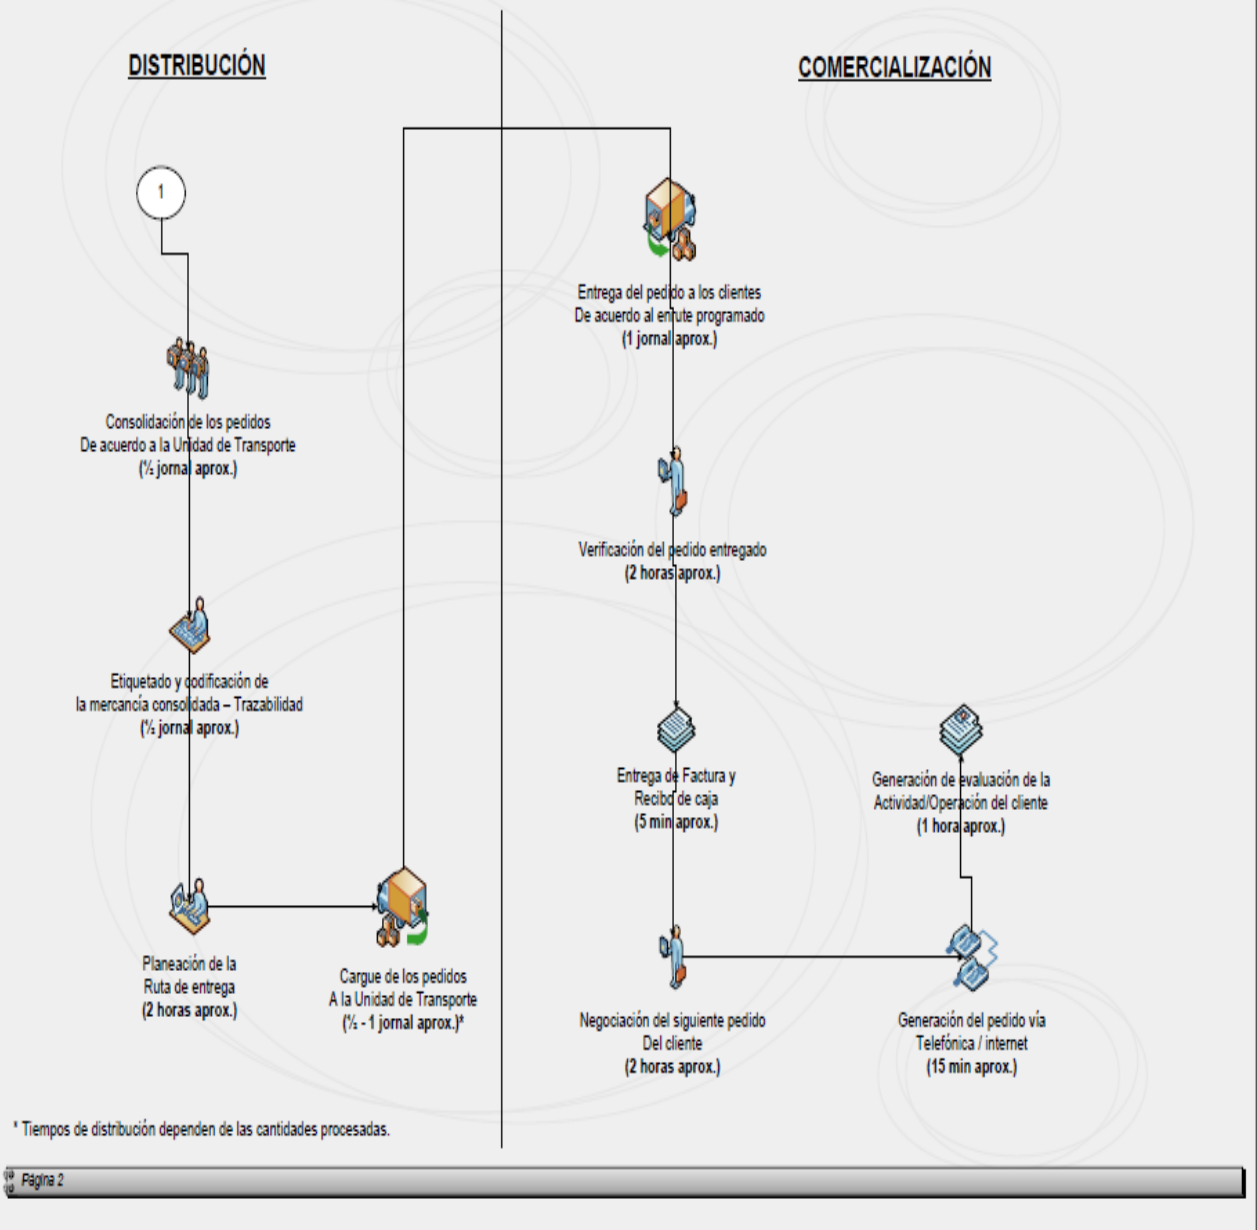 DISTRIBUCIÓN
1
Consolidación de los pedidos
De acuerdo a la Unidad de Transporte
(½ jornal aprox.)
Etiquetado y codificación de
la mercancía consolidada – Trazabilidad
(½ jornal aprox.)
Planeación de la
Ruta de entrega
(2 horas aprox.)
Cargue de los pedidos
A la Unidad de Transporte
(½ - 1 jornal aprox.)*
COMERCIALIZACIÓN
Entrega del pedido a los clientes
De acuerdo al enrute programado
(1 jornal aprox.)
Verificación del pedido entregado
(2 horas aprox.)
Entrega de Factura y
Recibo de caja
(5 min aprox.)
Negociación del siguiente pedido
Del cliente
(2 horas aprox.)
Generación del pedido vía
Telefónica / internet
(15 min aprox.)
Generación de evaluación de la
Actividad/Operación del cliente
(1 hora aprox.)
* Tiempos de distribución dependen de las cantidades procesadas.
Página 2